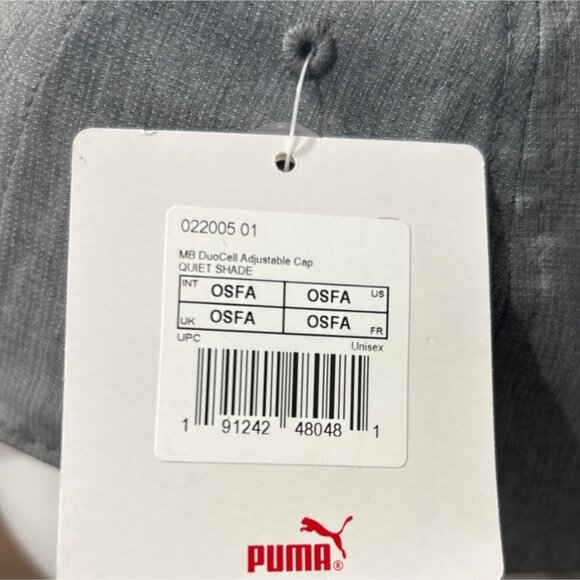 022005 01
MB DuoCell Adjustable Cap
QUIET SHADE
INT OSFA OSFA US
UK OSFA OSFA FR
UPC Unisex
1 91242 48048 1
PUMA®